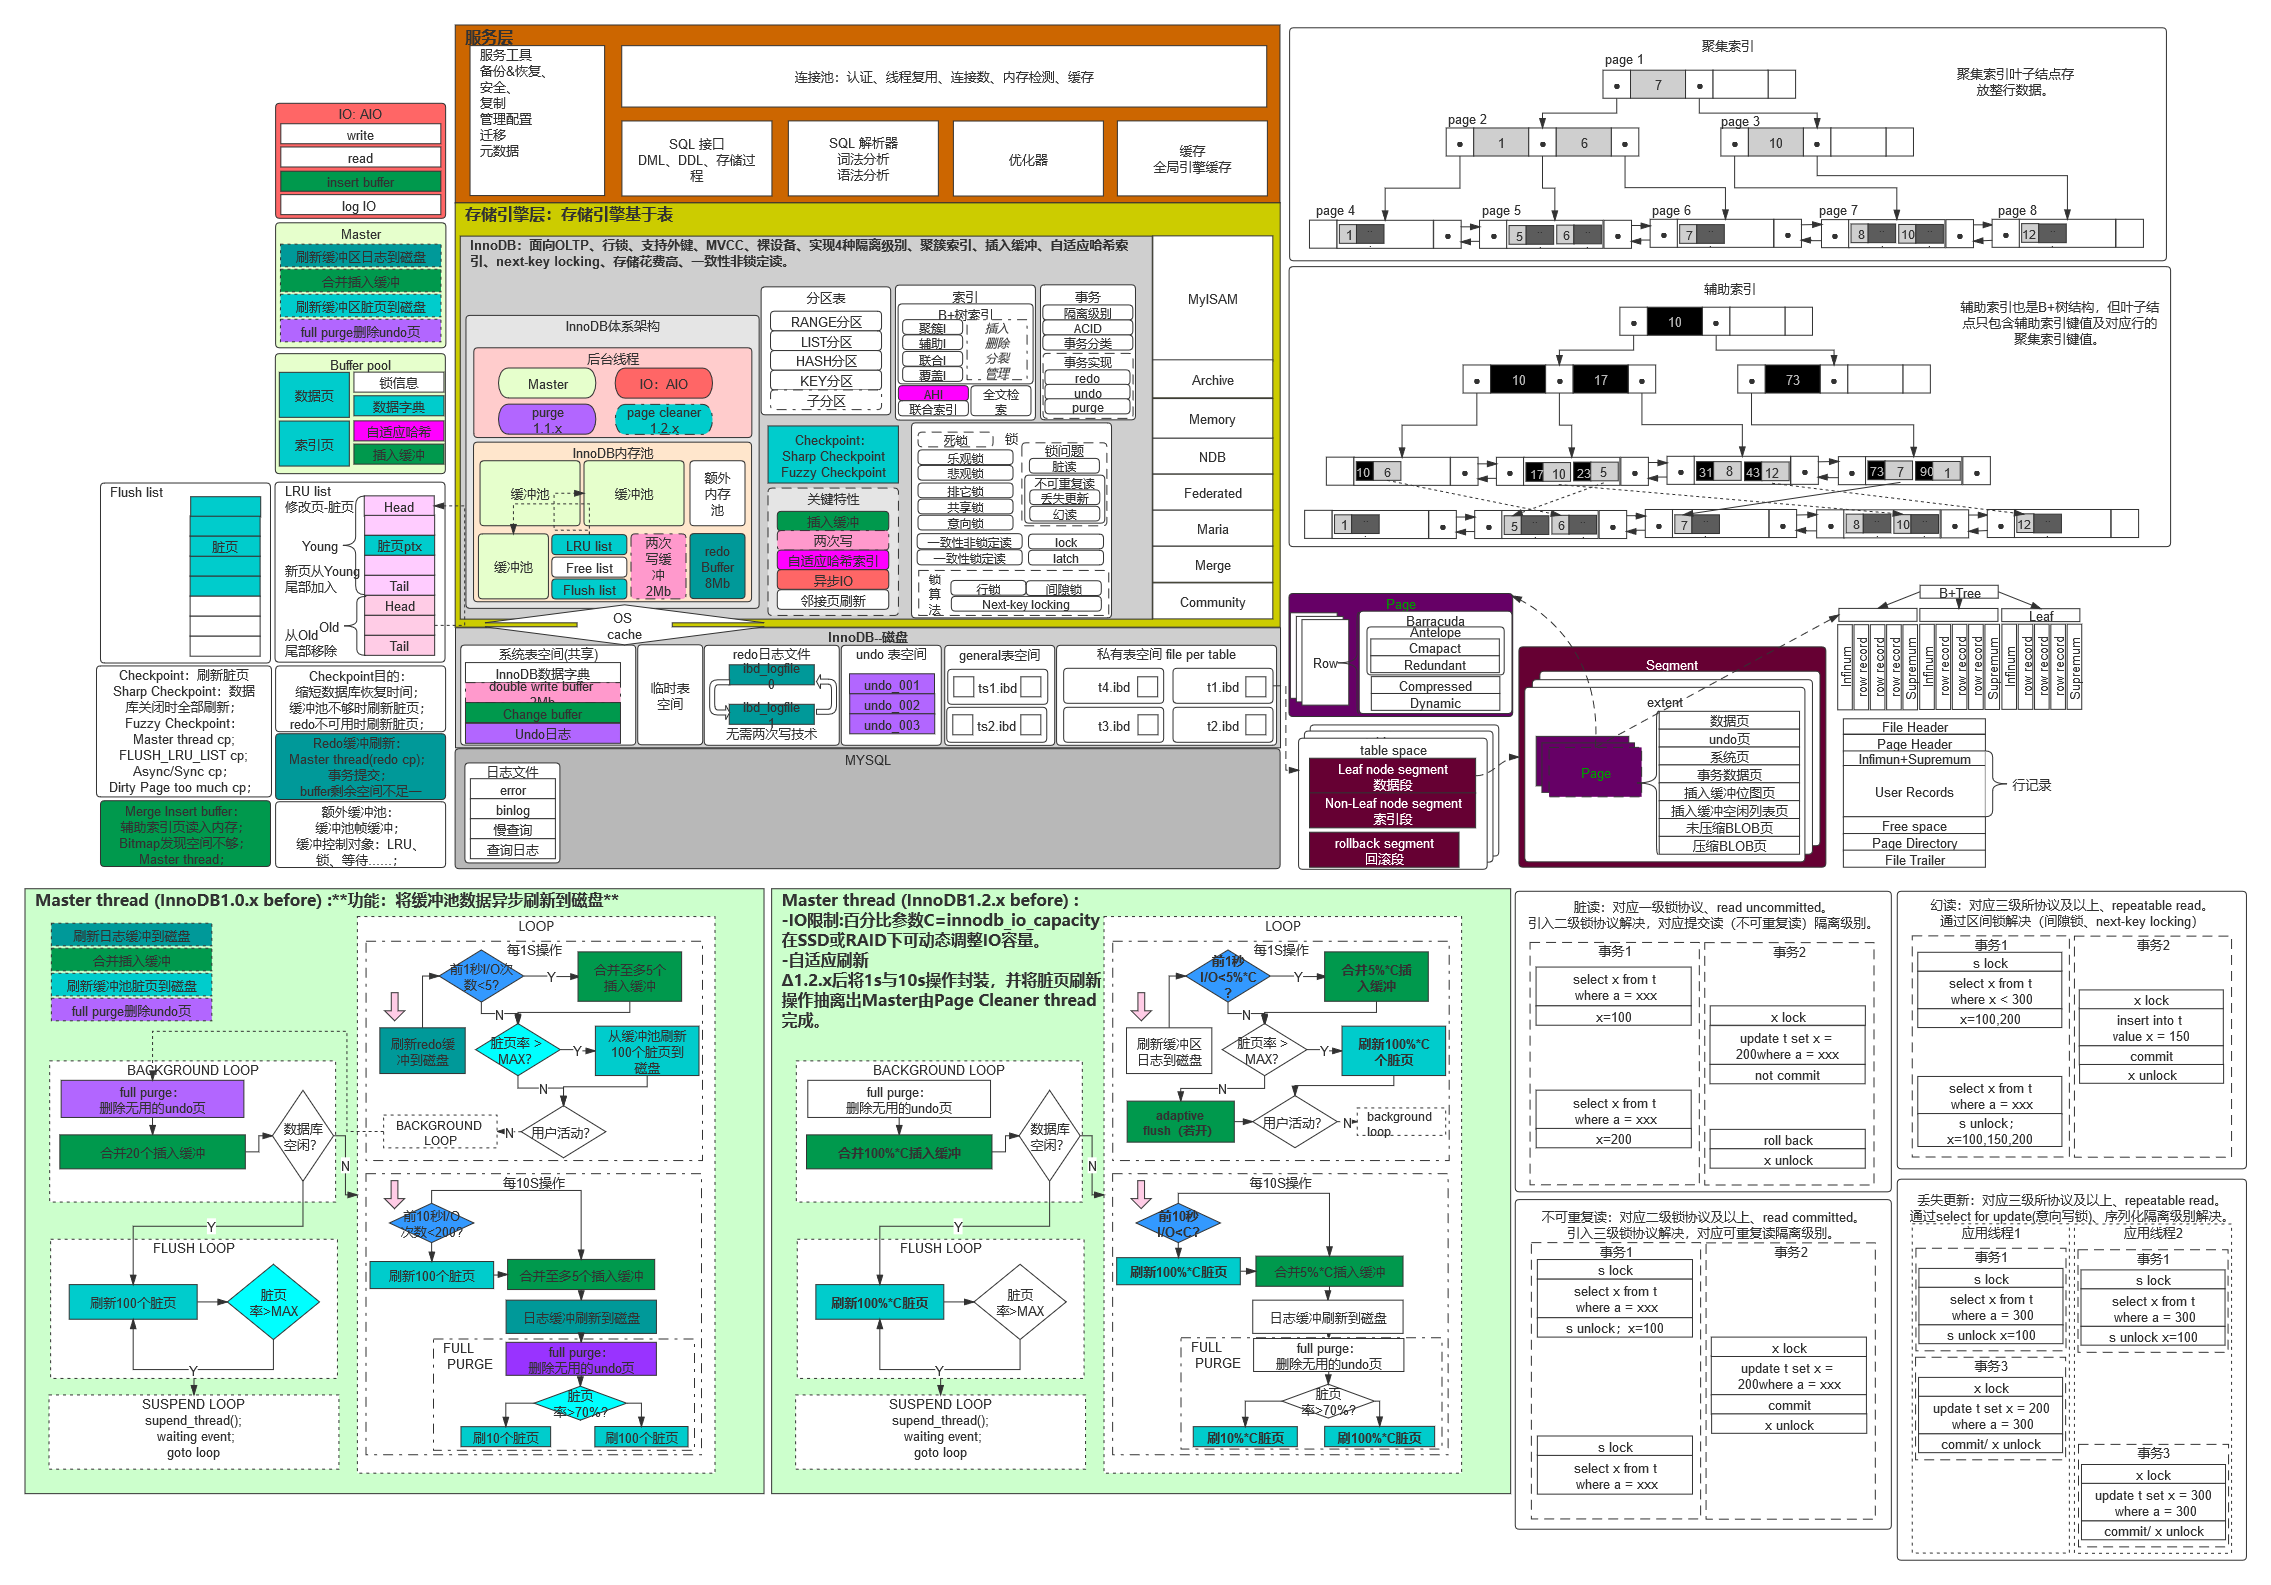 服务层
服务工具
备份&恢复、
安全、
复制
管理配置
迁移
元数据
连接池：认证、线程复用、连接数、内存检测、缓存
SQL 接口
DML、DDL、存储过
程
SQL 解析器
词法分析
语法分析
优化器
缓存
全局引擎缓存
IO: AIO
write
read
insert buffer
log IO
Master
刷新缓冲区日志到磁盘
合并插入缓冲
刷新缓冲区脏页到磁盘
full purge删除undo页
Buffer pool
数据页
锁信息
数据字典
索引页
自适应哈希
插入缓冲
Flush list
脏页
LRU list
修改页-脏页
Young
新页从Young
尾部加入
Old
从Old
尾部移除
Head
脏页ptx
Tail
Head
Tail
Checkpoint：刷新脏页
Sharp Checkpoint：数据
库关闭时全部刷新；
Fuzzy Checkpoint：
Master thread cp；
FLUSH_LRU_LIST cp；
Async/Sync cp；
Dirty Page too much cp；
Checkpoint目的：
缩短数据库恢复时间；
缓冲池不够时刷新脏页；
redo不可用时刷新脏页；
Redo缓冲刷新：
Master thread(redo cp)；
事务提交；
buffer剩余空间不足一
Merge Insert buffer：
辅助索引页读入内存；
Bitmap发现空间不够；
Master thread；
额外缓冲池：
缓冲池帧缓冲；
缓冲控制对象：LRU、
锁、等待……；
存储引擎层：存储引擎基于表
InnoDB：面向OLTP、行锁、支持外键、MVCC、裸设备、实现4种隔离级别、聚簇索引、插入缓冲、自适应哈希索
引、next-key locking、存储花费高、一致性非锁定读。
InnoDB体系架构
后台线程
Master
IO：AIO
purge
1.1.x
page cleaner
1.2.x
InnoDB内存池
缓冲池
缓冲池
额外
内存
池
缓冲池
LRU list
Free list
Flush list
两次
写缓
冲
2Mb
redo
Buffer
8Mb
分区表
RANGE分区
LIST分区
HASH分区
KEY分区
子分区
索引
B+树索引
聚簇I
辅助I
联合I
覆盖I
插入
删除
分裂
管理
AHI
联合索引
全文检
索
事务
隔离级别
ACID
事务分类
事务实现
redo
undo
purge
Checkpoint：
Sharp Checkpoint
Fuzzy Checkpoint
关键特性
插入缓冲
两次写
自适应哈希索引
异步IO
邻接页刷新
死锁
锁
乐观锁
悲观锁
排它锁
共享锁
意向锁
锁问题
脏读
不可重复读
丢失更新
幻读
一致性非锁定读
一致性锁定读
lock
latch
锁
算
法
行锁
间隙锁
Next-key locking
MyISAM
Archive
Memory
NDB
Federated
Maria
Merge
Community
OS
cache
InnoDB--磁盘
系统表空间(共享)
InnoDB数据字典
double write buffer
2Mb
Change buffer
Undo日志
临时表
空间
redo日志文件
ibd_logfile
0
ibd_logfile
1
无需两次写技术
undo 表空间
undo_001
undo_002
undo_003
general表空间
ts1.ibd
ts2.ibd
私有表空间 file per table
t4.ibd
t1.ibd
t3.ibd
t2.ibd
MYSQL
日志文件
error
binlog
慢查询
查询日志
聚集索引
聚集索引叶子结点存
放整行数据。
page 1
7
page 2
1
6
page 3
10
page 4
1
page 5
5
6
page 6
7
page 7
8
10
page 8
12
辅助索引
辅助索引也是B+树结构，但叶子结
点只包含辅助索引键值及对应行的
聚集索引键值。
10
10
17
73
10
6
17
10
23
5
31
8
43
12
73
7
90
1
1
5
6
7
8
10
12
Page
Row
Barracuda
Antelope
Cmapact
Redundant
Compressed
Dynamic
table space
Leaf node segment
数据段
Non-Leaf node segment
索引段
rollback segment
回滚段
Segment
extent
Page
数据页
undo页
系统页
事务数据页
插入缓冲位图页
插入缓冲空闲列表页
未压缩BLOB页
压缩BLOB页
B+Tree
Leaf
Infinum
row record
row record
Supremum
Infinum
row record
row record
Supremum
Infinum
row record
row record
Supremum
File Header
Page Header
Infimun+Supremum
User Records
行记录
Free space
Page Directory
File Trailer
Master thread (InnoDB1.0.x before) :**功能：将缓冲池数据异步刷新到磁盘**
刷新日志缓冲到磁盘
合并插入缓冲
刷新缓冲池脏页到磁盘
full purge删除undo页
BACKGROUND LOOP
full purge：
删除无用的undo页
合并20个插入缓冲
数据库
空闲?
N
Y
FLUSH LOOP
刷新100个脏页
脏页
率>MAX
Y
SUSPEND LOOP
supend_thread();
waiting event;
goto loop
LOOP
每1S操作
前1秒I/O次
数<5?
Y
合并至多5个
插入缓冲
N
刷新redo缓
冲到磁盘
脏页率 >
MAX?
Y
从缓冲池刷新
100个脏页到
磁盘
N
BACKGROUND
LOOP
N
用户活动?
每10S操作
前10秒I/O
次数<200?
刷新100个脏页
合并至多5个插入缓冲
日志缓冲刷新到磁盘
FULL
PURGE
full purge：
删除无用的undo页
脏页
率>70%?
刷10个脏页
刷100个脏页
Master thread (InnoDB1.2.x before) :
-IO限制:百分比参数C=innodb_io_capacity
在SSD或RAID下可动态调整IO容量。
-自适应刷新
Δ1.2.x后将1s与10s操作封装，并将脏页刷新
操作抽离出Master由Page Cleaner thread
完成。
BACKGROUND LOOP
full purge：
删除无用的undo页
合并100%*C插入缓冲
数据库
空闲?
N
Y
FLUSH LOOP
刷新100%*C脏页
脏页
率>MAX
Y
SUSPEND LOOP
supend_thread();
waiting event;
goto loop
LOOP
每1S操作
前1秒
I/O<5%*C
?
Y
合并5%*C插
入缓冲
N
刷新缓冲区
日志到磁盘
脏页率 >
MAX?
Y
刷新100%*C
个脏页
N
adaptive
flush（若开）
用户活动?
N
background
loop
每10S操作
前10秒
I/O<C?
刷新100%*C脏页
合并5%*C插入缓冲
日志缓冲刷新到磁盘
FULL
PURGE
full purge：
删除无用的undo页
脏页
率>70%?
刷10%*C脏页
刷100%*C脏页
脏读：对应一级锁协议、read uncommitted。
引入二级锁协议解决，对应提交读（不可重复读）隔离级别。
事务1
select x from t
where a = xxx
x=100
select x from t
where a = xxx
x=200
事务2
x lock
update t set x =
200where a = xxx
not commit
roll back
x unlock
幻读：对应三级所协议及以上、repeatable read。
通过区间锁解决（间隙锁、next-key locking）
事务1
s lock
select x from t
where x < 300
x=100,200
select x from t
where a = xxx
s unlock；
x=100,150,200
事务2
x lock
insert into t
value x = 150
commit
x unlock
不可重复读：对应二级锁协议及以上、read committed。
引入三级锁协议解决，对应可重复读隔离级别。
事务1
s lock
select x from t
where a = xxx
s unlock；x=100
s lock
select x from t
where a = xxx
事务2
x lock
update t set x =
200where a = xxx
commit
x unlock
丢失更新：对应三级所协议及以上、repeatable read。
通过select for update(意向写锁)、序列化隔离级别解决。
应用线程1
事务1
s lock
select x from t
where a = 300
s unlock x=100
事务3
x lock
update t set x = 200
where a = 300
commit/ x unlock
应用线程2
事务1
s lock
select x from t
where a = 300
s unlock x=100
事务3
x lock
update t set x = 300
where a = 300
commit/ x unlock